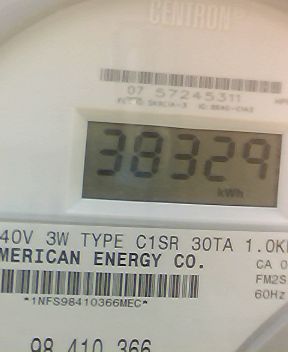 CENTRON
07 57245311
38329
kWh
40V 3W TYPE C1SR 30TA 1.0K
MERICAN ENERGY CO.
CA 0
FM2S
60Hz
*1NFS98410366MEC*
98 410 366